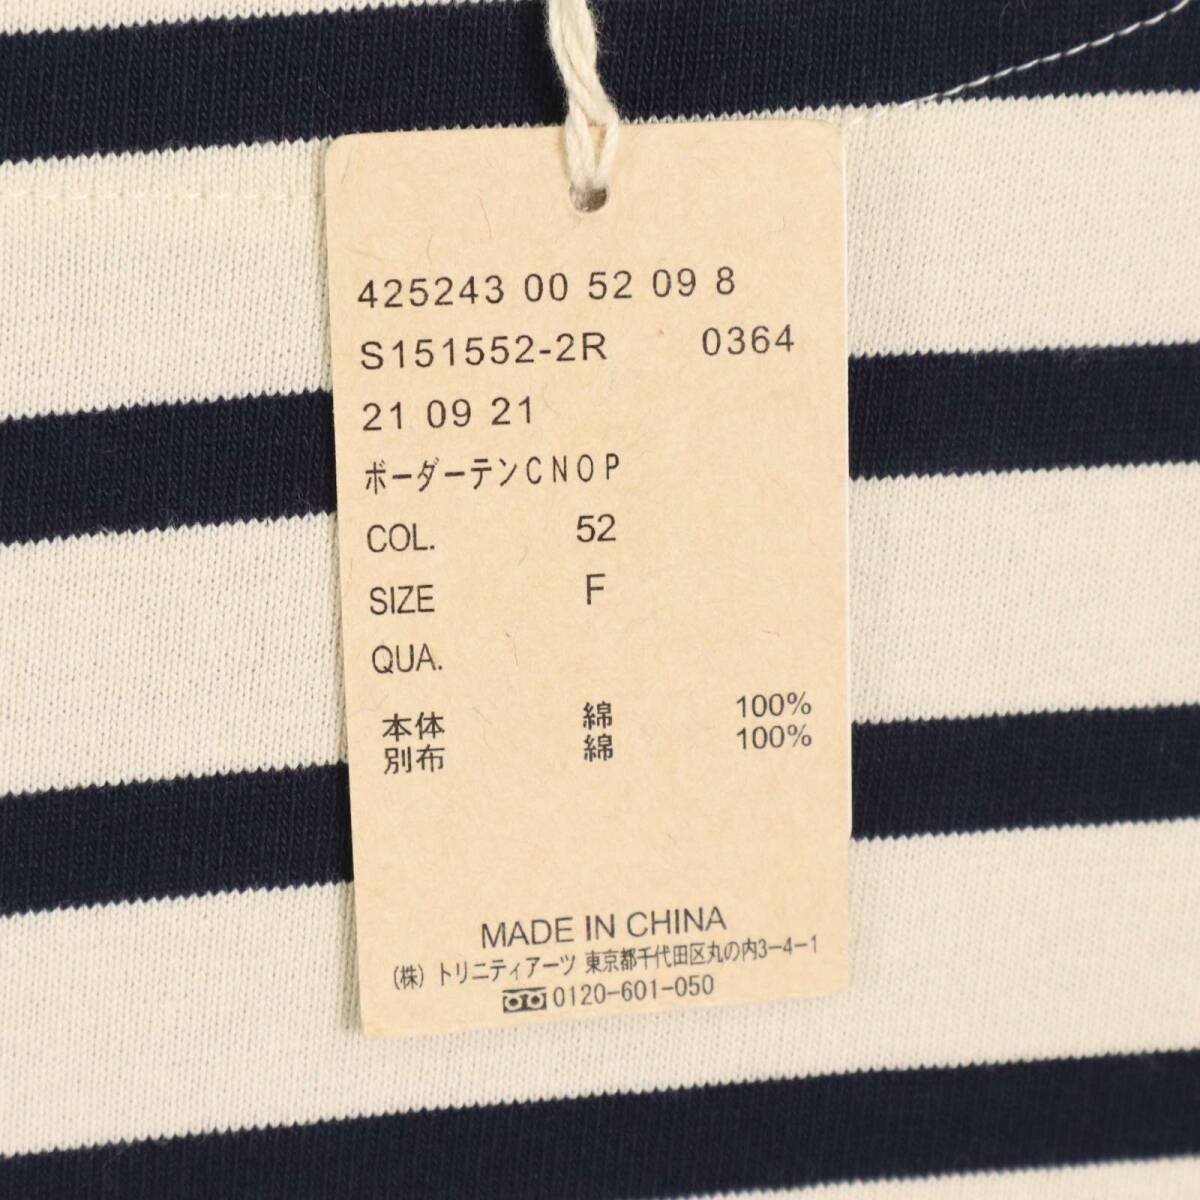 425243 00 52 09 8
S151552-2R 0364
21 09 21
ボーダーテンCNOP
COL. 52
SIZE F
QUA.
本体 綿 100%
別布 綿 100%
MADE IN CHINA
(株)トリニティアーツ 東京都千代田区丸の内3-4-1
0120-601-050